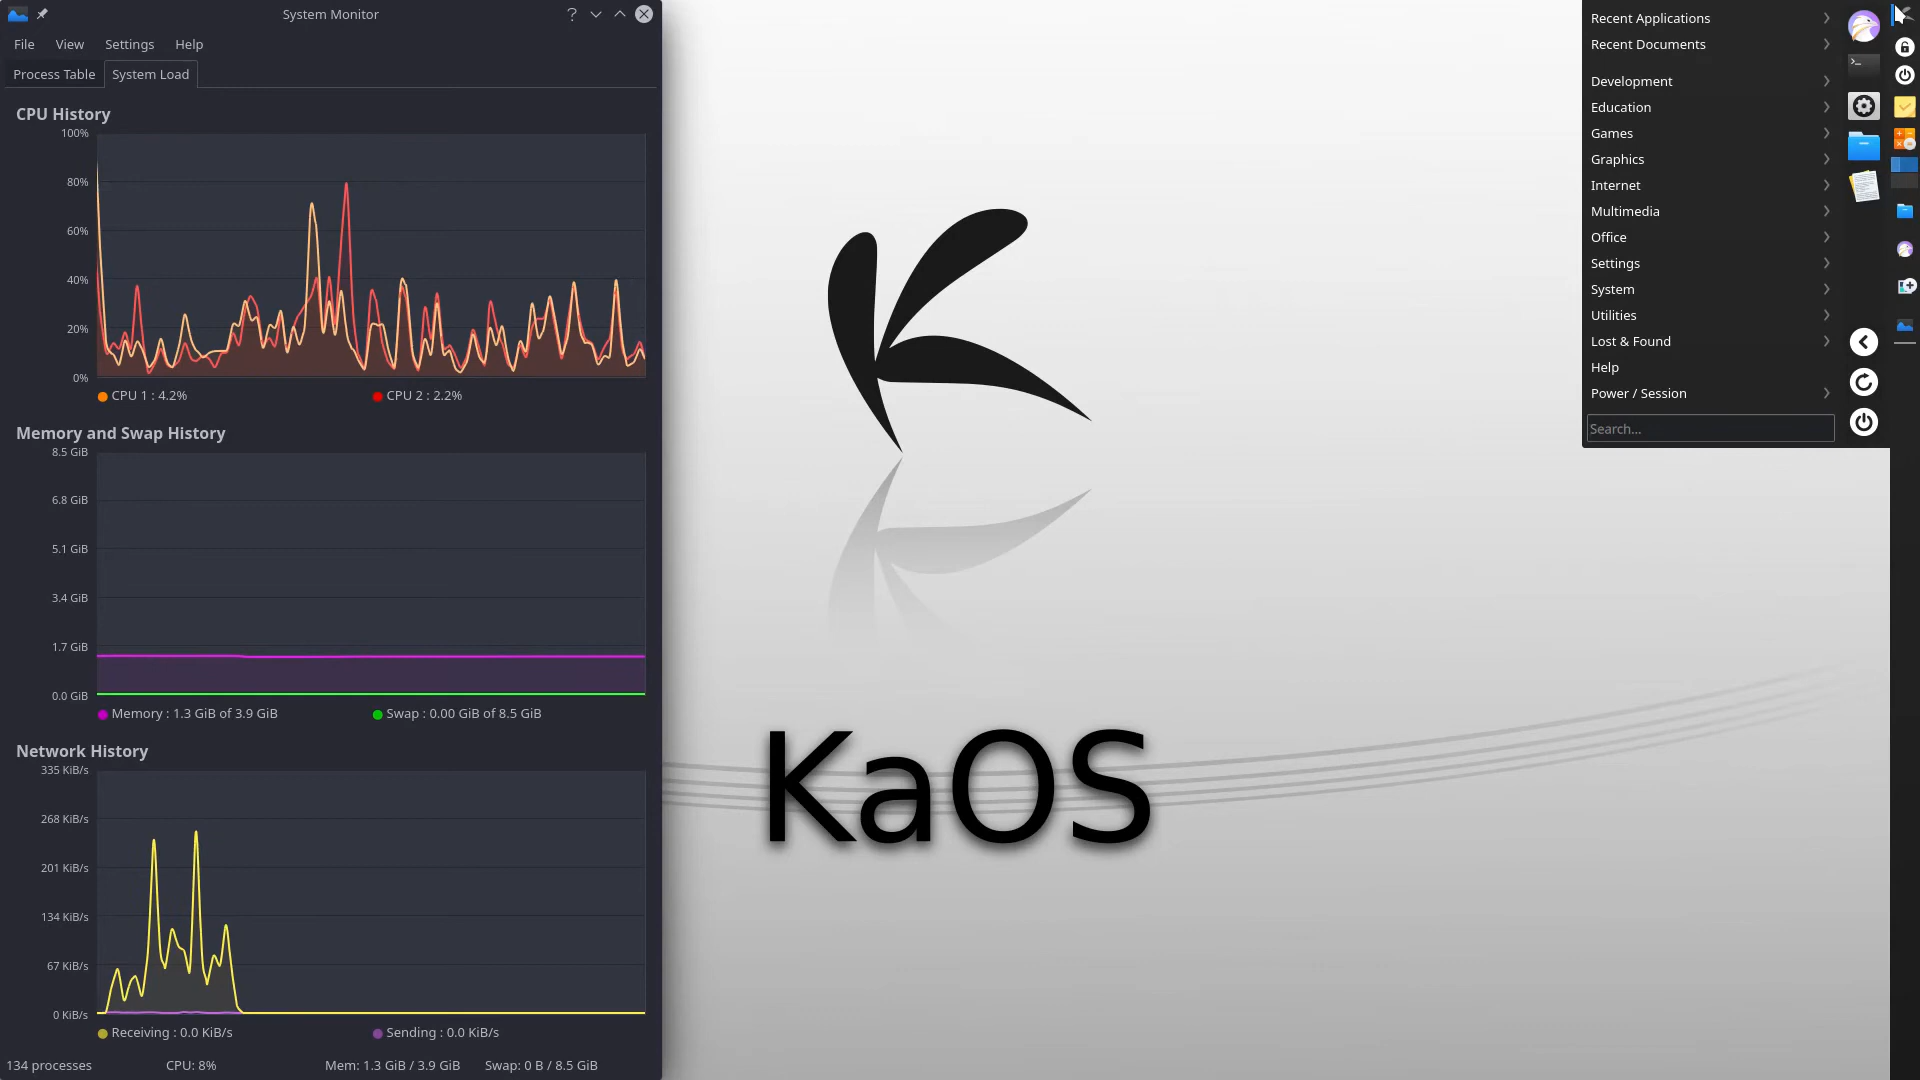 System Monitor
?
File View Settings Help
Process Table System Load
CPU History
100%
80%
60%
40%
20%
0%
CPU 1 : 4.2% CPU 2 : 2.2%
Memory and Swap History
8.5 GiB
6.8 GiB
5.1 GiB
3.4 GiB
1.7 GiB
0.0 GiB
Memory : 1.3 GiB of 3.9 GiB Swap : 0.00 GiB of 8.5 GiB
Network History
335 KiB/s
268 KiB/s
201 KiB/s
134 KiB/s
67 KiB/s
0 KiB/s
Receiving : 0.0 KiB/s Sending : 0.0 KiB/s
134 processes CPU: 8% Mem: 1.3 GiB / 3.9 GiB Swap: 0 B / 8.5 GiB
KaOS
Recent Applications
Recent Documents
Development
Education
Games
Graphics
Internet
Multimedia
Office
Settings
System
Utilities
Lost & Found
Help
Power / Session
Search...